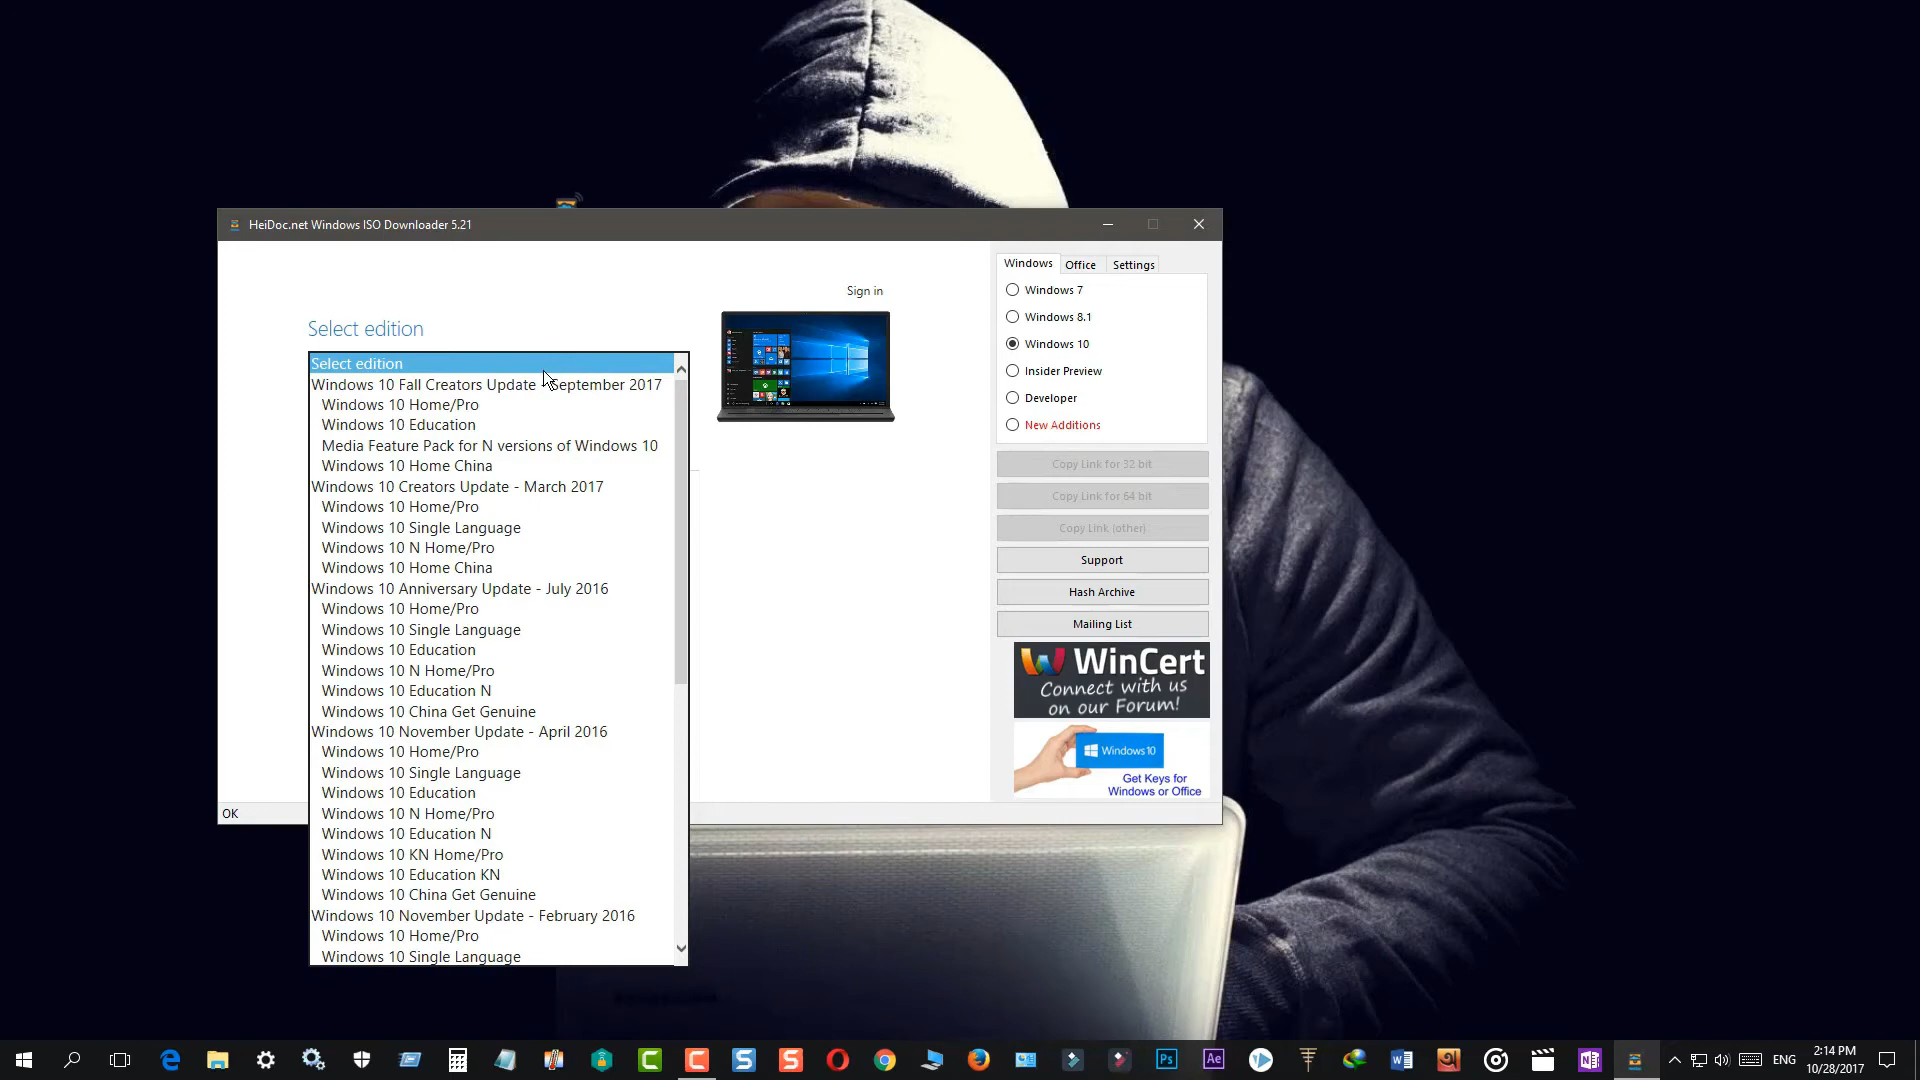 HeiDoc.net Windows ISO Downloader 5.21
Sign in
Select edition
Select edition
Windows 10 Fall Creators Update - September 2017
Windows 10 Home/Pro
Windows 10 Education
Media Feature Pack for N versions of Windows 10
Windows 10 Home China
Windows 10 Creators Update - March 2017
Windows 10 Home/Pro
Windows 10 Single Language
Windows 10 N Home/Pro
Windows 10 Home China
Windows 10 Anniversary Update - July 2016
Windows 10 Home/Pro
Windows 10 Single Language
Windows 10 Education
Windows 10 N Home/Pro
Windows 10 Education N
Windows 10 China Get Genuine
Windows 10 November Update - April 2016
Windows 10 Home/Pro
Windows 10 Single Language
Windows 10 Education
Windows 10 N Home/Pro
Windows 10 Education N
Windows 10 KN Home/Pro
Windows 10 Education KN
Windows 10 China Get Genuine
Windows 10 November Update - February 2016
Windows 10 Home/Pro
Windows 10 Single Language
OK
Windows Office Settings
Windows 7
Windows 8.1
Windows 10
Insider Preview
Developer
New Additions
Copy Link for 32 bit
Copy Link for 64 bit
Copy Link (other)
Support
Hash Archive
Mailing List
WinCert
Connect with us
on our Forum!
Windows 10
Get Keys for
Windows or Office
C
C
S
S
Ps
Ae
W
N
ENG
2:14 PM
10/28/2017